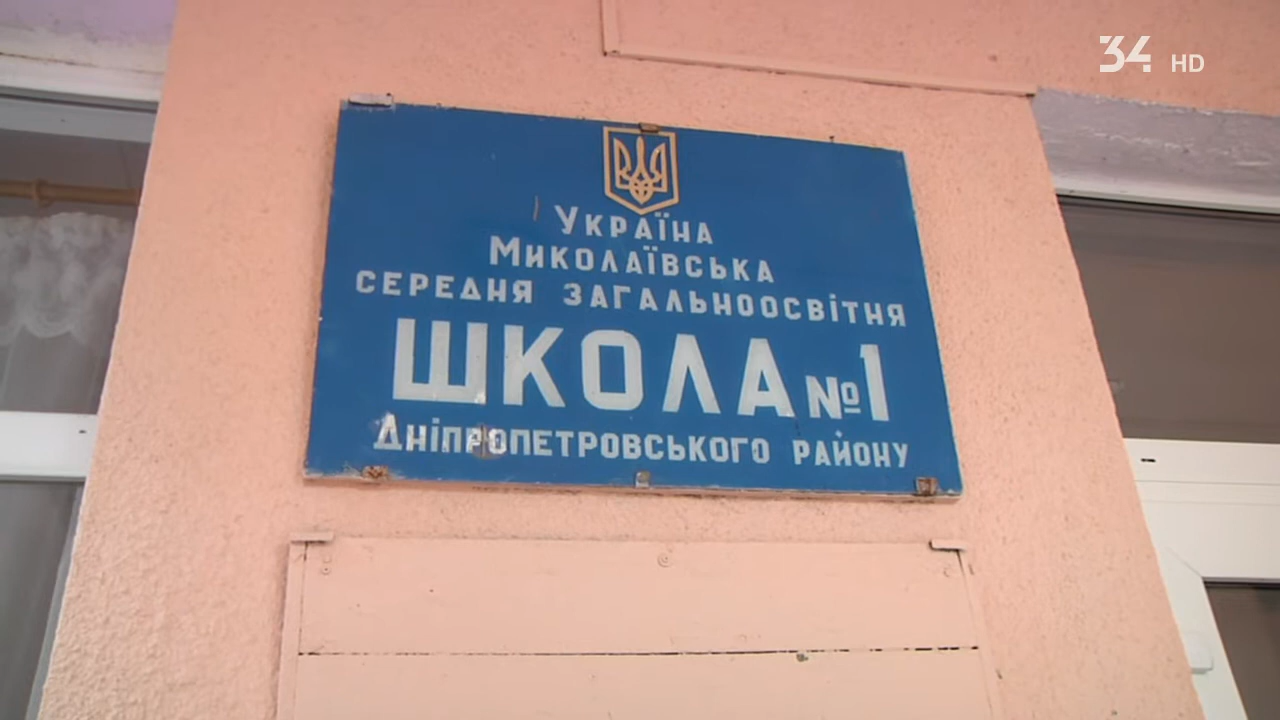 34 HD
Україна
Миколаївська
середня загальноосвітня
ШКОЛА №1
Дніпропетровського району